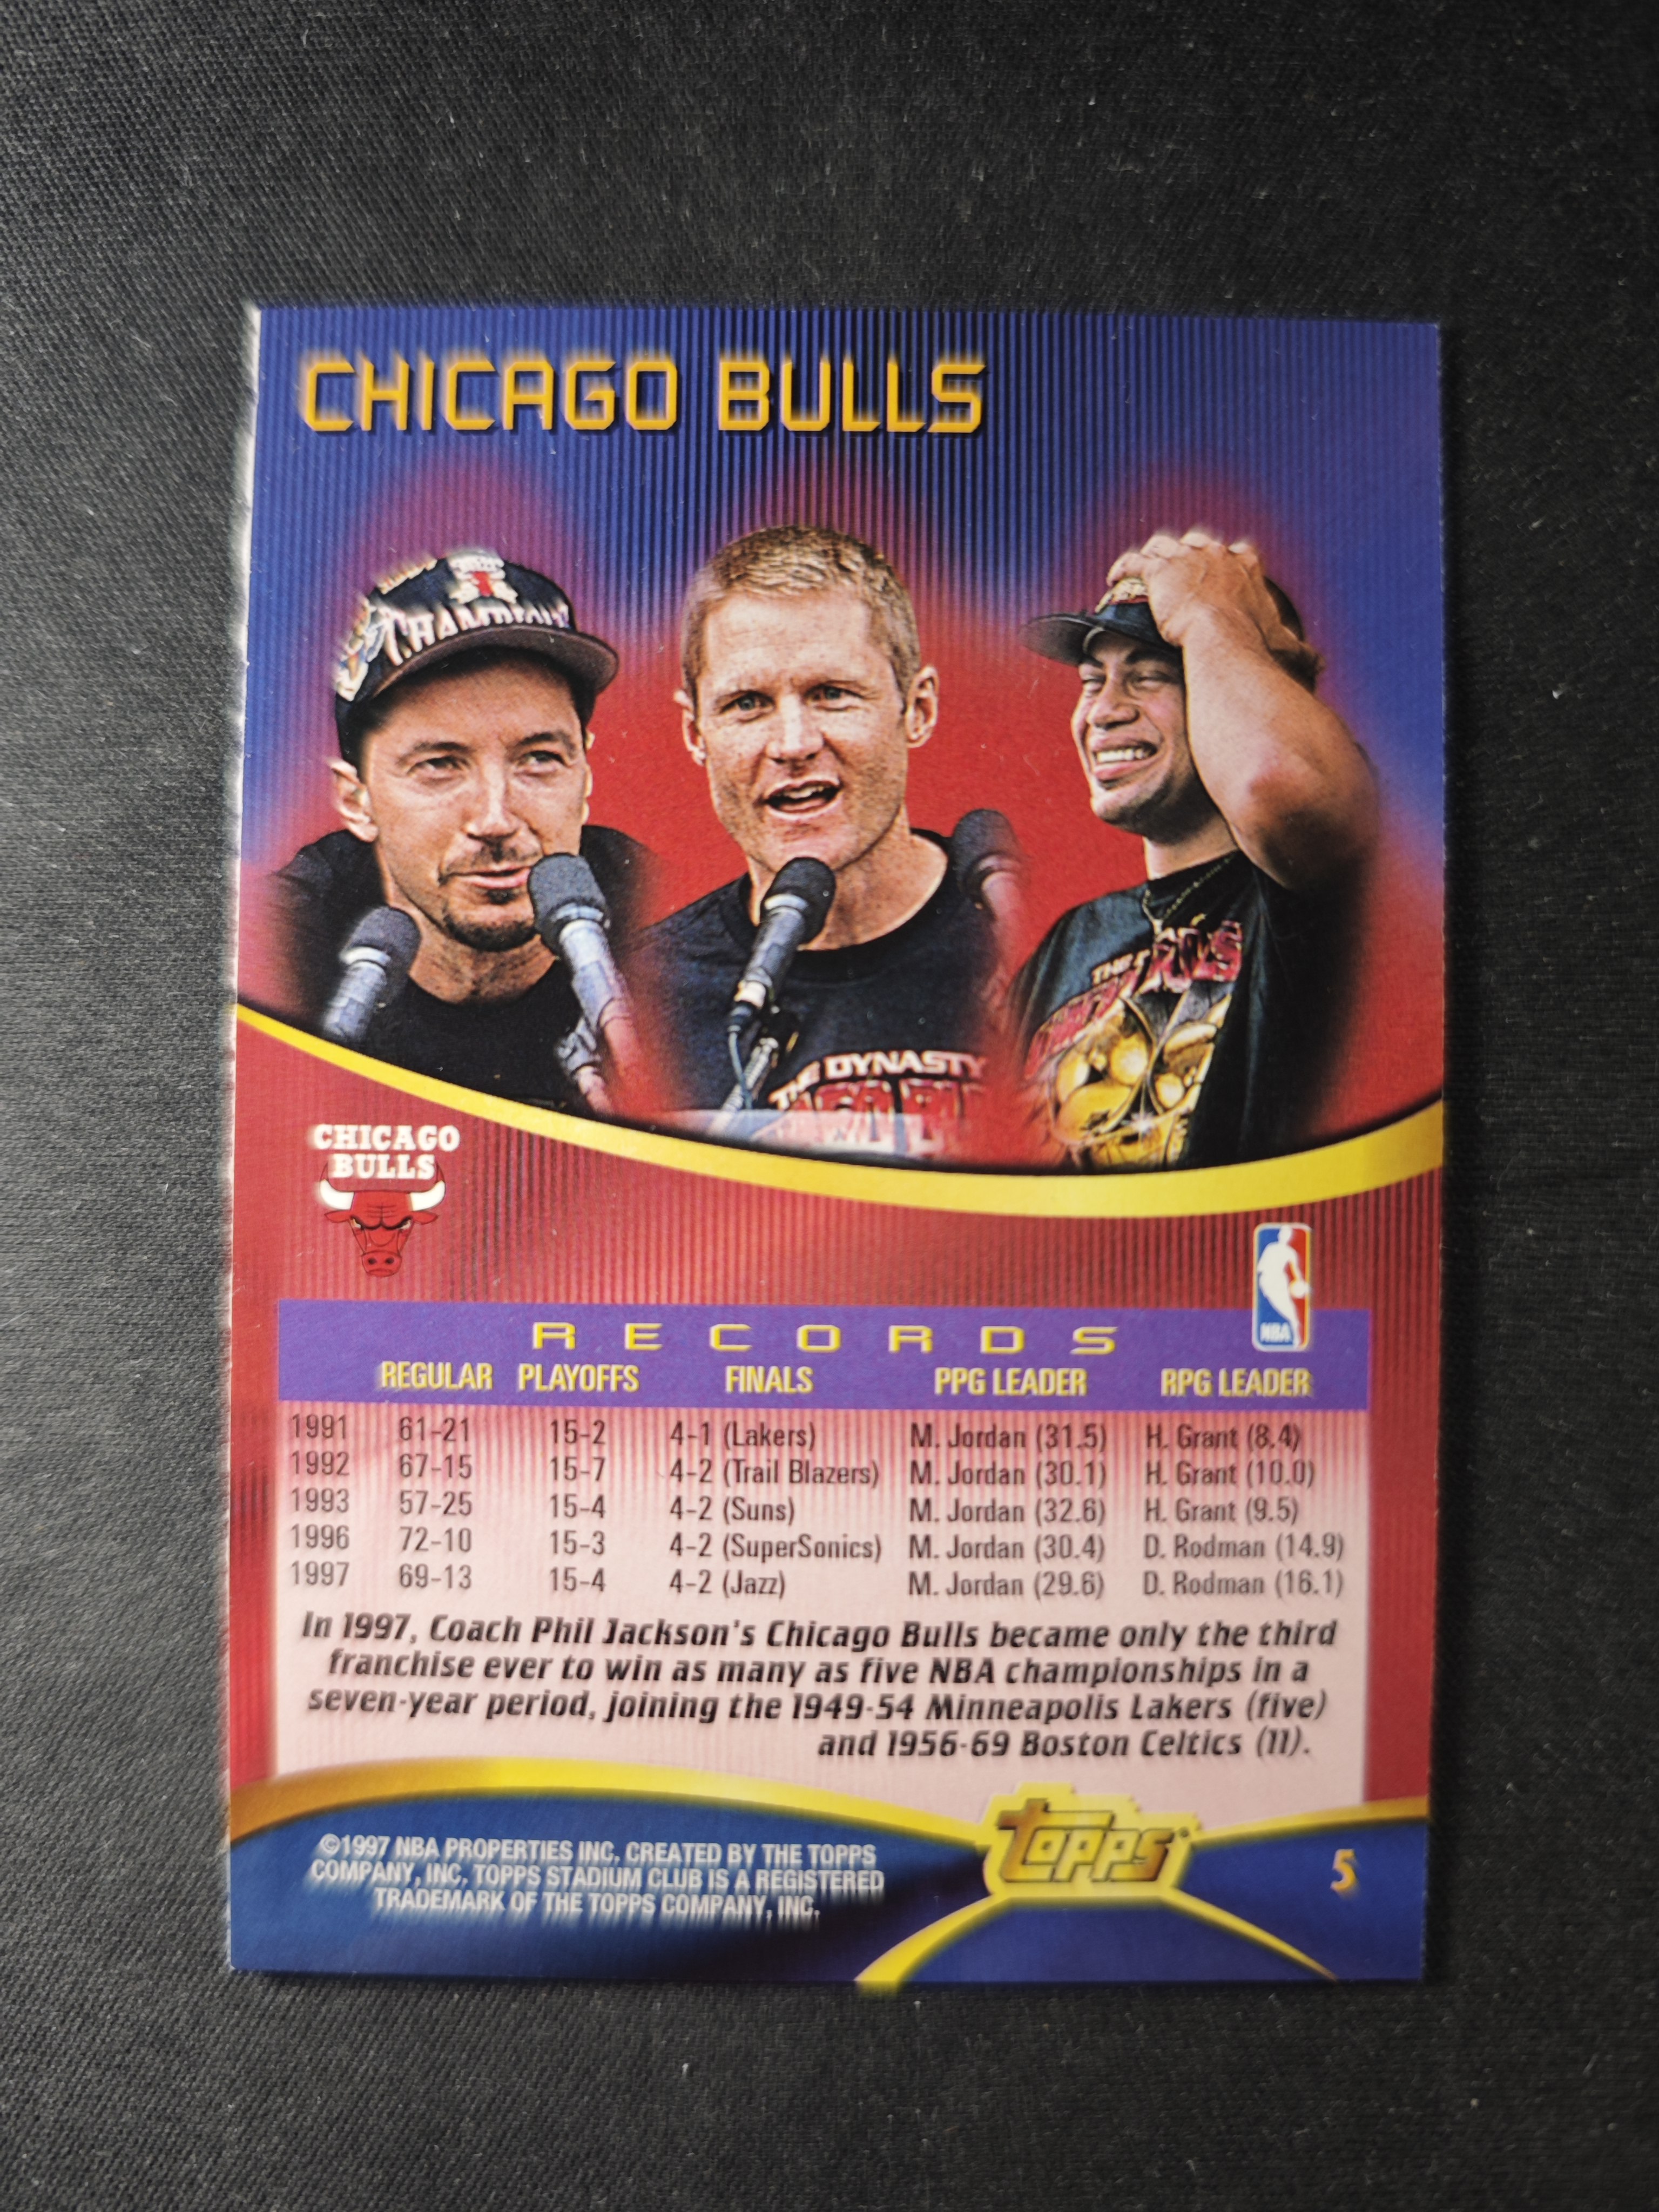 CHICAGO BULLS
CHAMPIONS
THE DYNASTY
CHICAGO
BULLS
NBA
RECORDS
REGULAR PLAYOFFS FINALS PPG LEADER RPG LEADER
1991 61-21 15-2 4-1 (Lakers) M. Jordan (31.5) H. Grant (8.4)
1992 67-15 15-7 4-2 (Trail Blazers) M. Jordan (30.1) H. Grant (10.0)
1993 57-25 15-4 4-2 (Suns) M. Jordan (32.6) H. Grant (9.5)
1996 72-10 15-3 4-2 (SuperSonics) M. Jordan (30.4) D. Rodman (14.9)
1997 69-13 15-4 4-2 (Jazz) M. Jordan (29.6) D. Rodman (16.1)
In 1997, Coach Phil Jackson's Chicago Bulls became only the third
franchise ever to win as many as five NBA championships in a
seven-year period, joining the 1949-54 Minneapolis Lakers (five)
and 1956-69 Boston Celtics (11).
©1997 NBA PROPERTIES INC. CREATED BY THE TOPPS
COMPANY, INC. TOPPS STADIUM CLUB IS A REGISTERED
TRADEMARK OF THE TOPPS COMPANY, INC.
topps
5